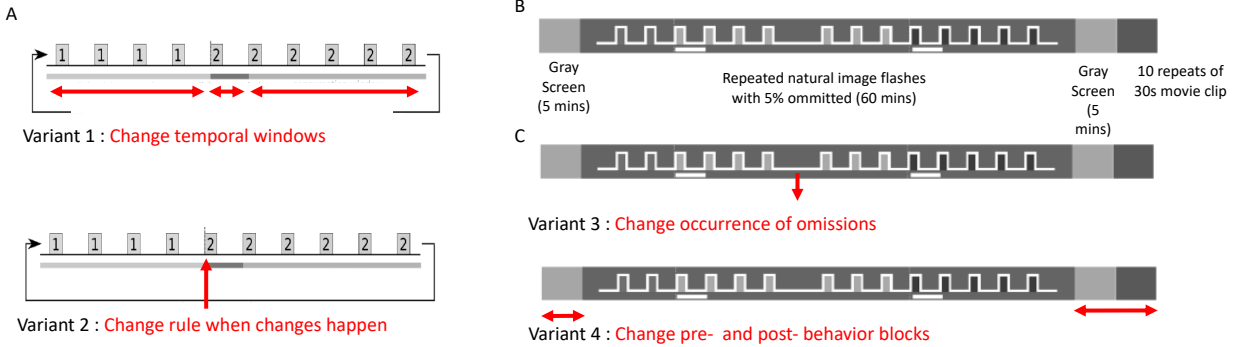 A
1 1 1 1 2 2 2 2 2 2
Variant 1 : Change temporal windows
1 1 1 1 2 2 2 2 2 2
Variant 2 : Change rule when changes happen
B
Gray
Screen
(5 mins)
Repeated natural image flashes
with 5% ommitted (60 mins)
Gray
Screen
(5
mins)
10 repeats of
30s movie clip
C
Variant 3 : Change occurrence of omissions
Variant 4 : Change pre- and post- behavior blocks